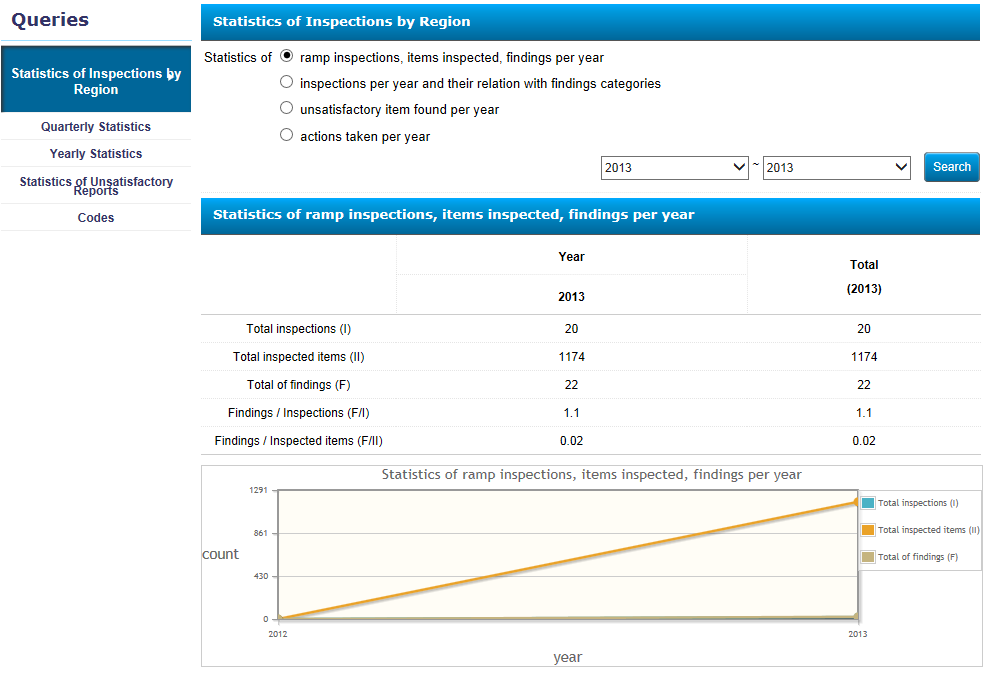 Queries
Statistics of Inspections by
Region
Quarterly Statistics
Yearly Statistics
Statistics of Unsatisfactory
Reports
Codes
Statistics of Inspections by Region
Statistics of ramp inspections, items inspected, findings per year
inspections per year and their relation with findings categories
unsatisfactory item found per year
actions taken per year
2013 ~ 2013 Search
Statistics of ramp inspections, items inspected, findings per year
Year
Total
(2013)
2013
Total inspections (I) 20 20
Total inspected items (II) 1174 1174
Total of findings (F) 22 22
Findings / Inspections (F/I) 1.1 1.1
Findings / Inspected items (F/II) 0.02 0.02
Statistics of ramp inspections, items inspected, findings per year
1291
861
count
430
0
2012 2013
year
Total inspections (I)
Total inspected items (II)
Total of findings (F)